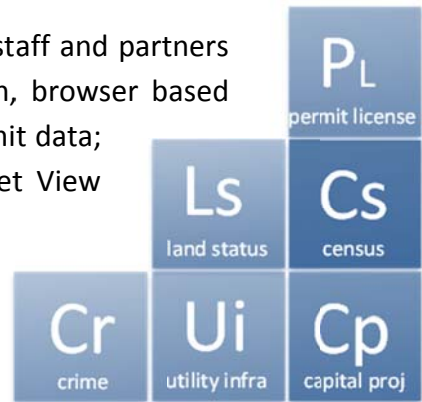 staff and partners
, browser based
it data;
et View
PL
permit license
Ls
land status
Cs
census
Cr
crime
Ui
utility infra
Cp
capital proj